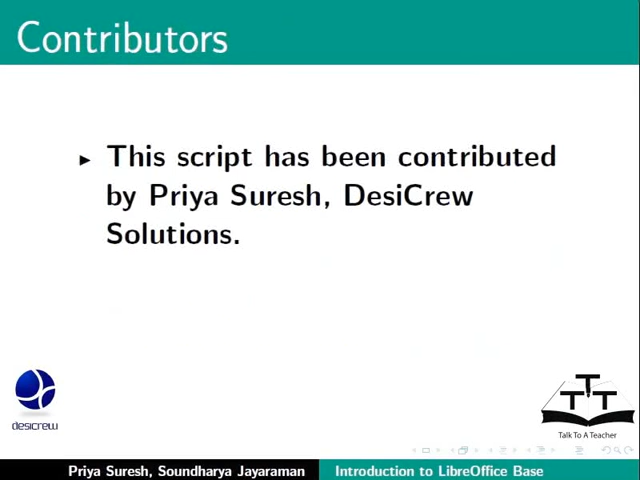 Contributors
This script has been contributed
by Priya Suresh, DesiCrew
Solutions.
desicrew
T T T
Talk To A Teacher
Priya Suresh, Soundharya Jayaraman
Introduction to LibreOffice Base